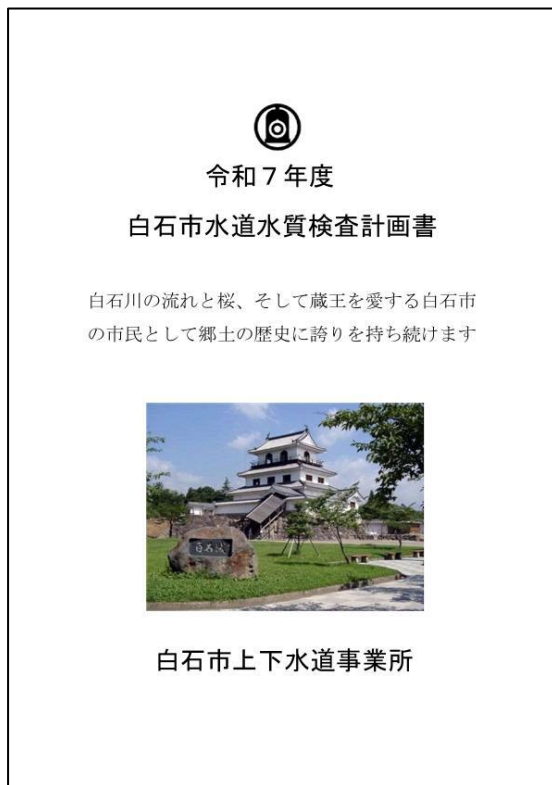 令和７年度
白石市水道水質検査計画書
白石川の流れと桜、そして蔵王を愛する白石市
の市民として郷土の歴史に誇りを持ち続けます
白石城
白石市上下水道事業所